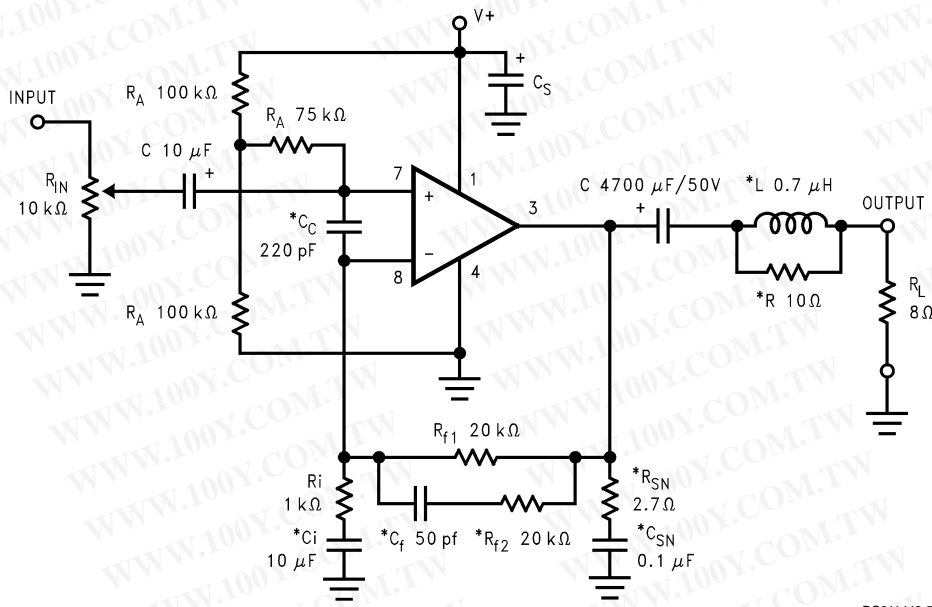 V+
+
C_S
INPUT
R_A 100 kΩ
R_A 75 kΩ
C 10 μF
+
R_IN
10 kΩ
7
+
1
3
*C_C
220 pF
8
−
4
R_A 100 kΩ
C 4700 μF/50V
+
*L 0.7 μH
*R 10Ω
OUTPUT
R_L
8Ω
R_f1 20 kΩ
Ri
1 kΩ
*Ci
10 μF
*C_f 50 pf
*R_f2 20 kΩ
*R_SN
2.7Ω
*C_SN
0.1 μF
WWW.100Y.COM.TW